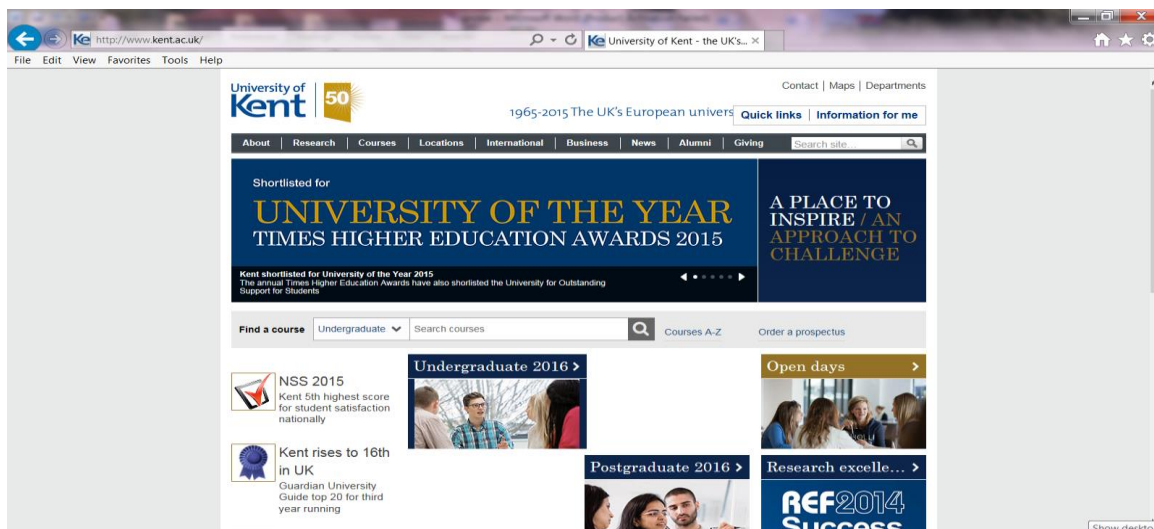 http://www.kent.ac.uk/
University of Kent - the UK's...
File Edit View Favorites Tools Help
University of
Kent
50
Contact | Maps | Departments
1965-2015 The UK's European univers
Quick links | Information for me
About | Research | Courses | Locations | International | Business | News | Alumni | Giving
Search site...
Shortlisted for
UNIVERSITY OF THE YEAR
TIMES HIGHER EDUCATION AWARDS 2015
Kent shortlisted for University of the Year 2015
The annual Times Higher Education Awards have also shortlisted the University for Outstanding
Support for Students
A PLACE TO
INSPIRE / AN
APPROACH TO
CHALLENGE
Find a course
Undergraduate
Search courses
Courses A-Z
Order a prospectus
NSS 2015
Kent 5th highest score
for student satisfaction
nationally
Kent rises to 16th
in UK
Guardian University
Guide top 20 for third
year running
Undergraduate 2016 >
Postgraduate 2016 >
Open days >
Research excelle... >
REF2014
Success
Show deskto